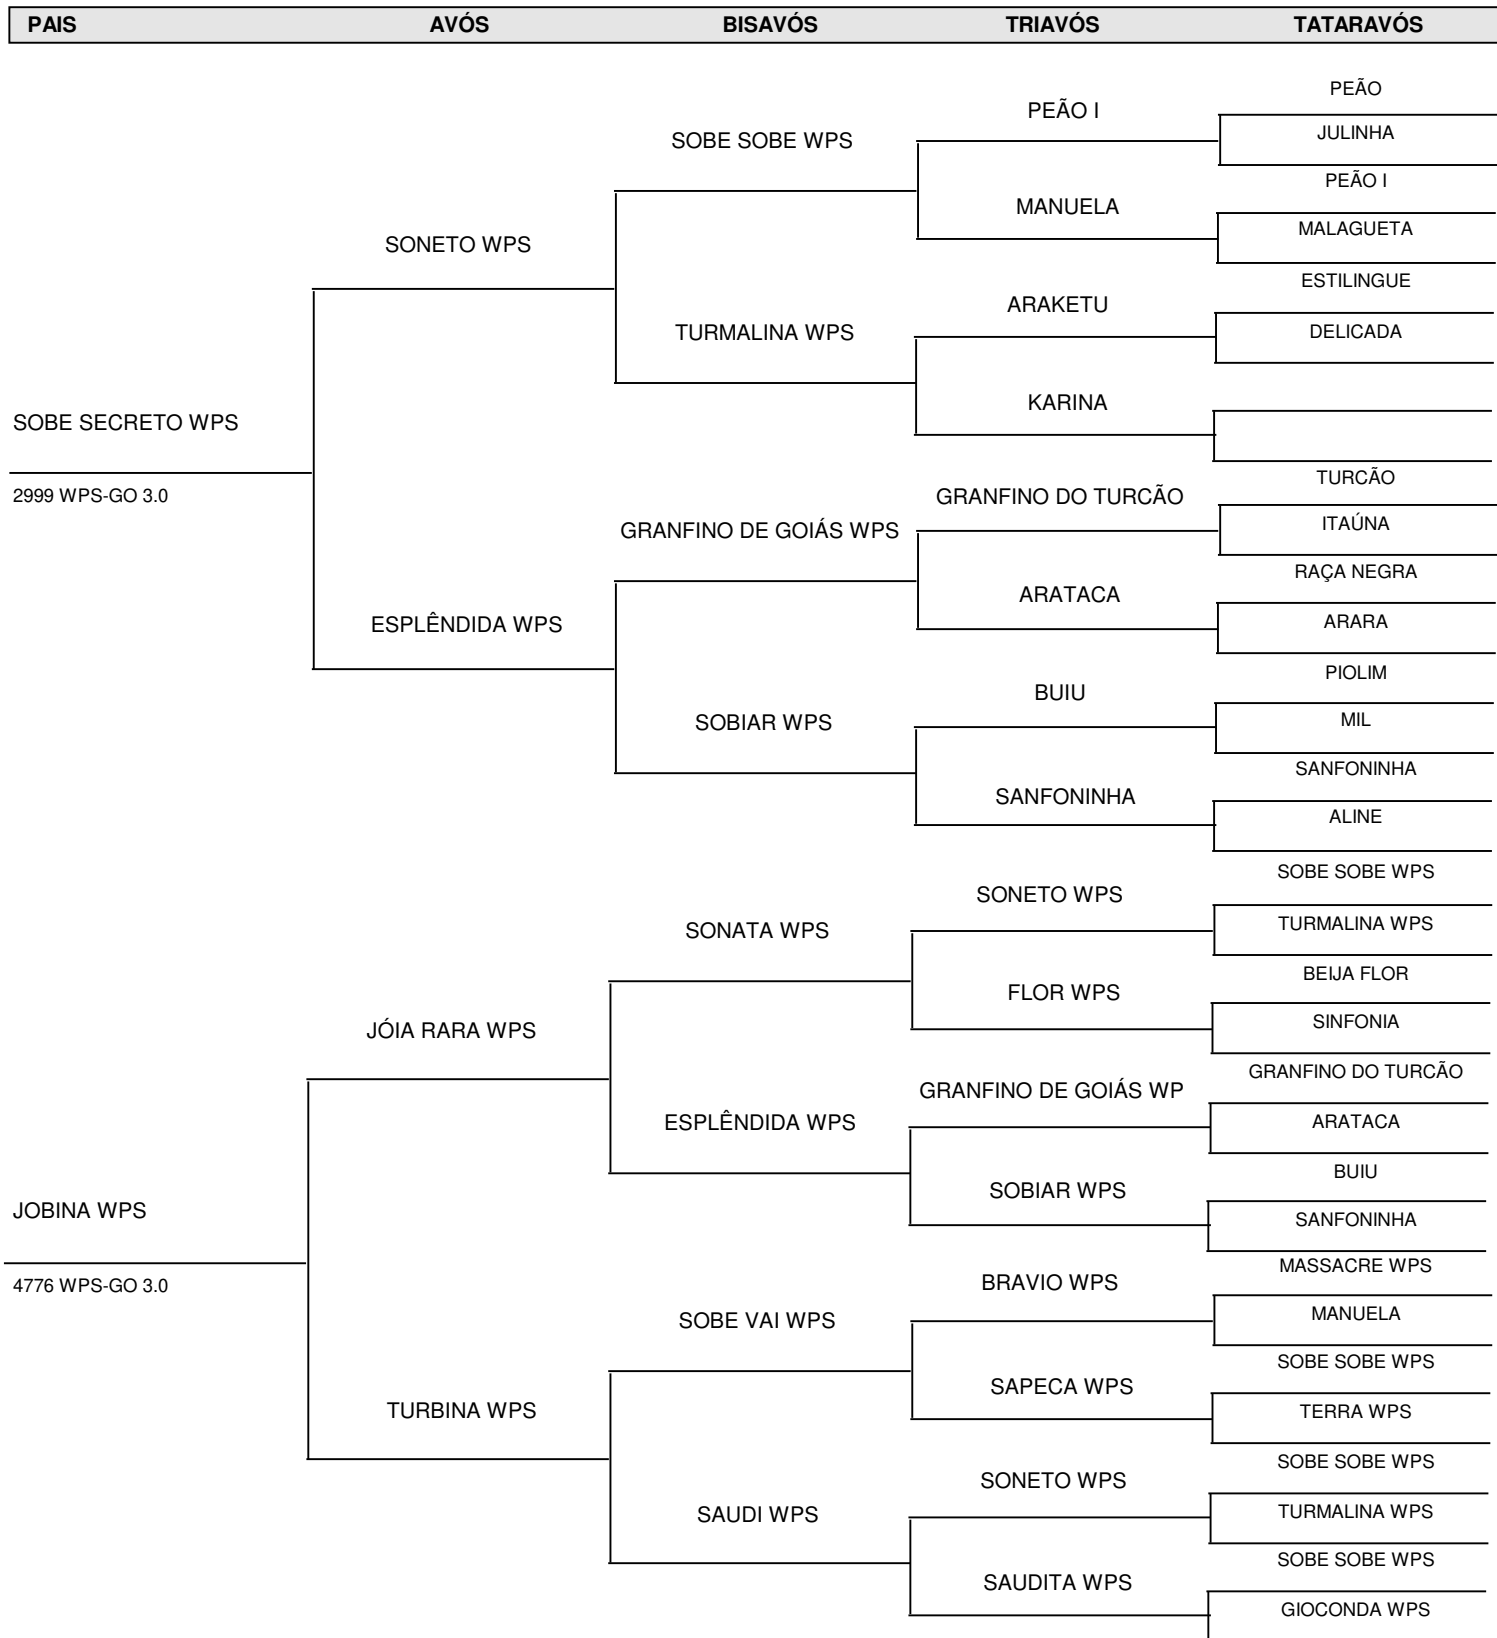 PAIS AVÓS BISAVÓS TRIAVÓS TATARAVÓS
PEÃO
PEÃO I
JULINHA
SOBE SOBE WPS
PEÃO I
MANUELA
MALAGUETA
SONETO WPS
ESTILINGUE
ARAKETU
TURMALINA WPS
DELICADA
KARINA
SOBE SECRETO WPS
2999 WPS-GO 3.0
TURCÃO
GRANFINO DO TURCÃO
ITAÚNA
GRANFINO DE GOIÁS WPS
RAÇA NEGRA
ARATACA
ARARA
ESPLÊNDIDA WPS
PIOLIM
BUIU
MIL
SOBIAR WPS
SANFONINHA
SANFONINHA
ALINE
SOBE SOBE WPS
SONETO WPS
TURMALINA WPS
SONATA WPS
BEIJA FLOR
FLOR WPS
SINFONIA
JÓIA RARA WPS
GRANFINO DO TURCÃO
GRANFINO DE GOIÁS WP
ARATACA
ESPLÊNDIDA WPS
BUIU
SOBIAR WPS
SANFONINHA
JOBINA WPS
4776 WPS-GO 3.0
MASSACRE WPS
BRAVIO WPS
MANUELA
SOBE VAI WPS
SOBE SOBE WPS
SAPECA WPS
TERRA WPS
TURBINA WPS
SOBE SOBE WPS
SONETO WPS
TURMALINA WPS
SAUDI WPS
SOBE SOBE WPS
SAUDITA WPS
GIOCONDA WPS